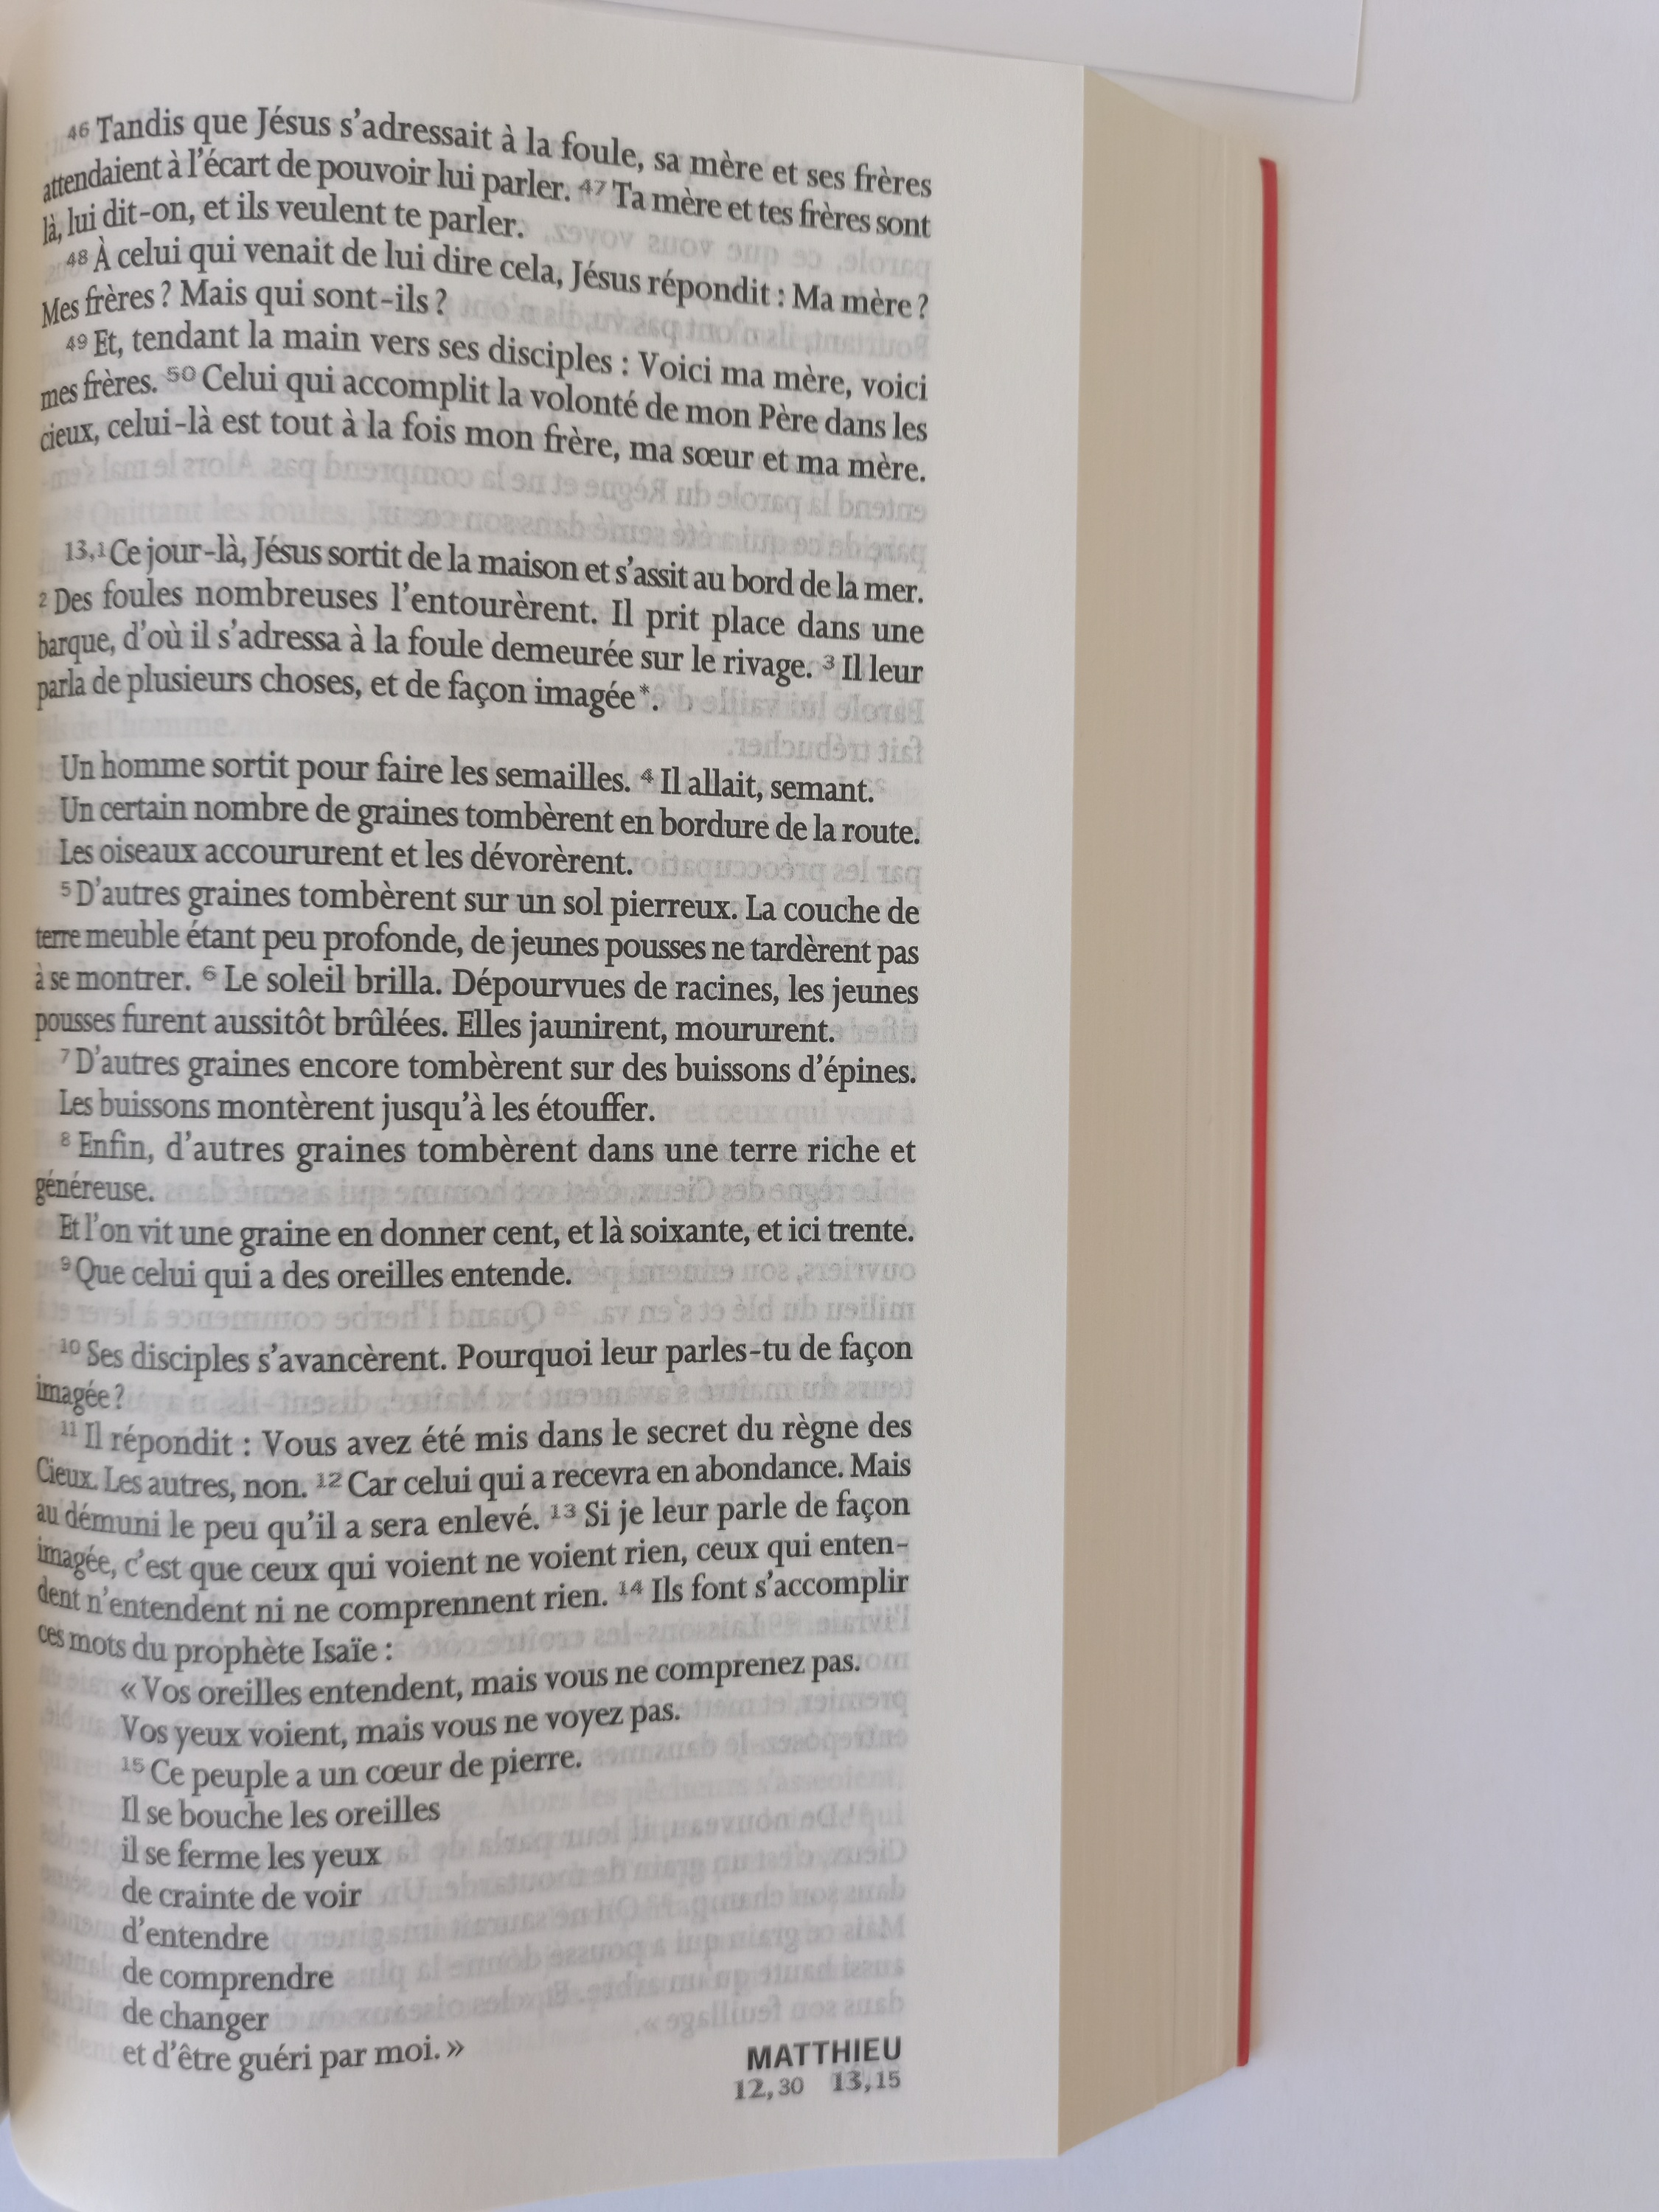 46 Tandis que Jésus s’adressait à la foule, sa mère et ses frères
attendaient à l’écart de pouvoir lui parler. 47 Ta mère et tes frères sont
là, lui dit-on, et ils veulent te parler.
48 À celui qui venait de lui dire cela, Jésus répondit : Ma mère ?
Mes frères ? Mais qui sont-ils ?
49 Et, tendant la main vers ses disciples : Voici ma mère, voici
mes frères. 50 Celui qui accomplit la volonté de mon Père dans les
cieux, celui-là est tout à la fois mon frère, ma sœur et ma mère.
13,1 Ce jour-là, Jésus sortit de la maison et s’assit au bord de la mer.
2 Des foules nombreuses l’entourèrent. Il prit place dans une
barque, d’où il s’adressa à la foule demeurée sur le rivage. 3 Il leur
parla de plusieurs choses, et de façon imagée*.
Un homme sortit pour faire les semailles. 4 Il allait, semant.
Un certain nombre de graines tombèrent en bordure de la route.
Les oiseaux accoururent et les dévorèrent.
5 D’autres graines tombèrent sur un sol pierreux. La couche de
terre meuble étant peu profonde, de jeunes pousses ne tardèrent pas
à se montrer. 6 Le soleil brilla. Dépourvues de racines, les jeunes
pousses furent aussitôt brûlées. Elles jaunirent, moururent.
7 D’autres graines encore tombèrent sur des buissons d’épines.
Les buissons montèrent jusqu’à les étouffer.
8 Enfin, d’autres graines tombèrent dans une terre riche et
généreuse.
Et l’on vit une graine en donner cent, et là soixante, et ici trente.
9 Que celui qui a des oreilles entende.
10 Ses disciples s’avancèrent. Pourquoi leur parles-tu de façon
imagée ?
11 Il répondit : Vous avez été mis dans le secret du règne des
Cieux. Les autres, non. 12 Car celui qui a recevra en abondance. Mais
au démuni le peu qu’il a sera enlevé. 13 Si je leur parle de façon
imagée, c’est que ceux qui voient ne voient rien, ceux qui enten-
dent n’entendent ni ne comprennent rien. 14 Ils font s’accomplir
ces mots du prophète Isaïe :
« Vos oreilles entendent, mais vous ne comprenez pas.
Vos yeux voient, mais vous ne voyez pas.
15 Ce peuple a un cœur de pierre.
Il se bouche les oreilles
il se ferme les yeux
de crainte de voir
d’entendre
de comprendre
de changer
et d’être guéri par moi. »
MATTHIEU
12,30 13,15